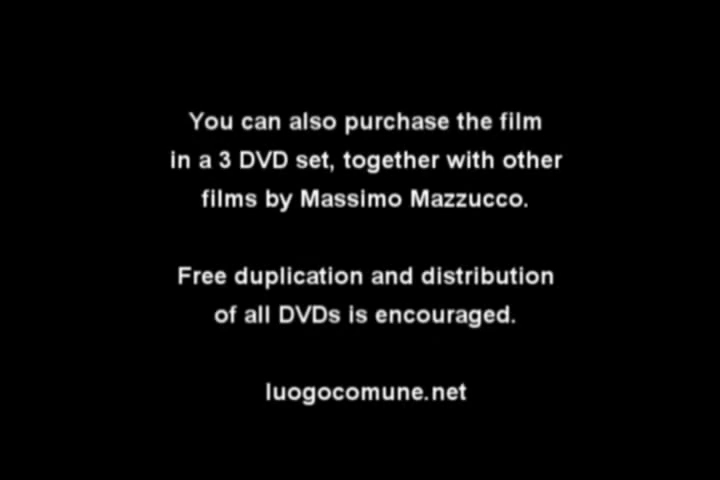 You can also purchase the film
in a 3 DVD set, together with other
films by Massimo Mazzucco.
Free duplication and distribution
of all DVDs is encouraged.
luogocomune.net